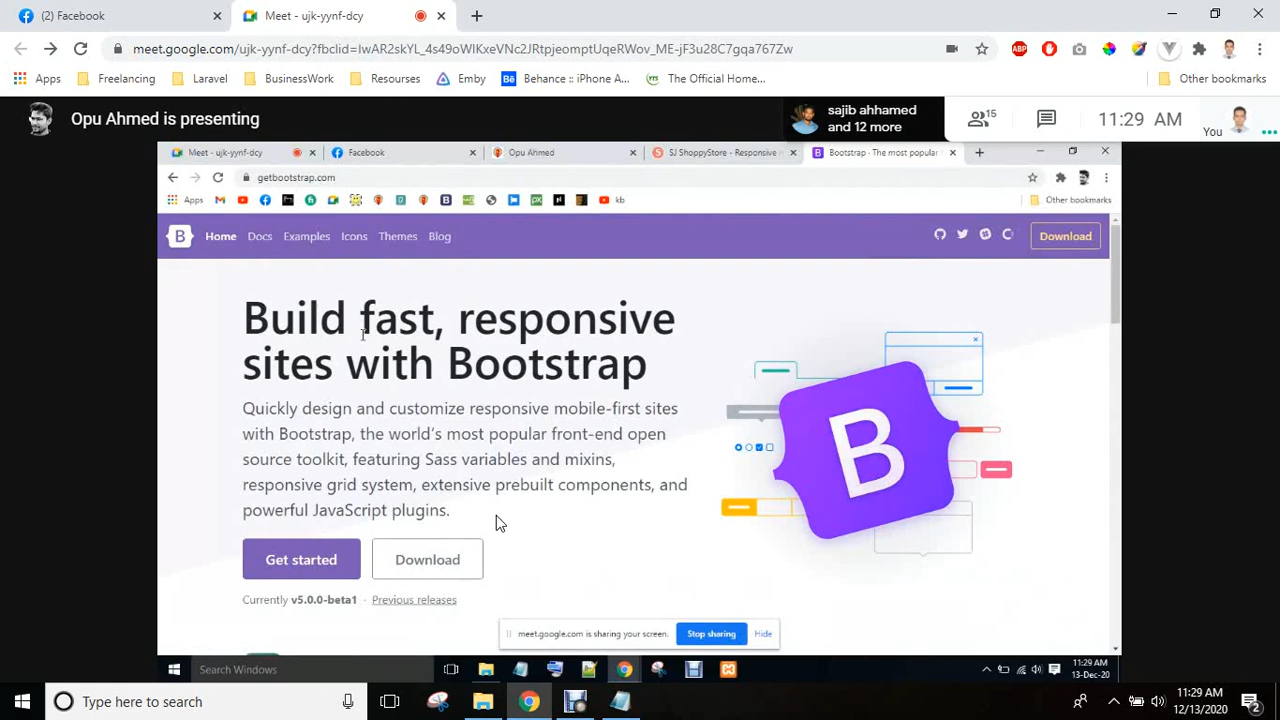 (2) Facebook
Meet - ujk-yynf-dcy
meet.google.com/ujk-yynf-dcy?fbclid=IwAR2skYL_4s49oWIKxeVNc2JRtpjeomptUqeRWov_ME-jF3u28C7gqa767Zw
Apps Freelancing Laravel BusinessWork Resourses Emby Behance :: iPhone A... The Official Home... Other bookmarks
Opu Ahmed is presenting
sajib ahhamed
and 12 more
15
11:29 AM
You
Meet - ujk-yynf-dcy Facebook Opu Ahmed SJ ShoppyStore - Responsive Bootstrap · The most popular
getbootstrap.com
Apps kb Other bookmarks
B Home Docs Examples Icons Themes Blog Download
Build fast, responsive
sites with Bootstrap
Quickly design and customize responsive mobile-first sites
with Bootstrap, the world's most popular front-end open
source toolkit, featuring Sass variables and mixins,
responsive grid system, extensive prebuilt components, and
powerful JavaScript plugins.
B
Get started Download
Currently v5.0.0-beta1 · Previous releases
meet.google.com is sharing your screen. Stop sharing Hide
Search Windows
11:29 AM
13-Dec-20
Type here to search
11:29 AM
12/13/2020
2